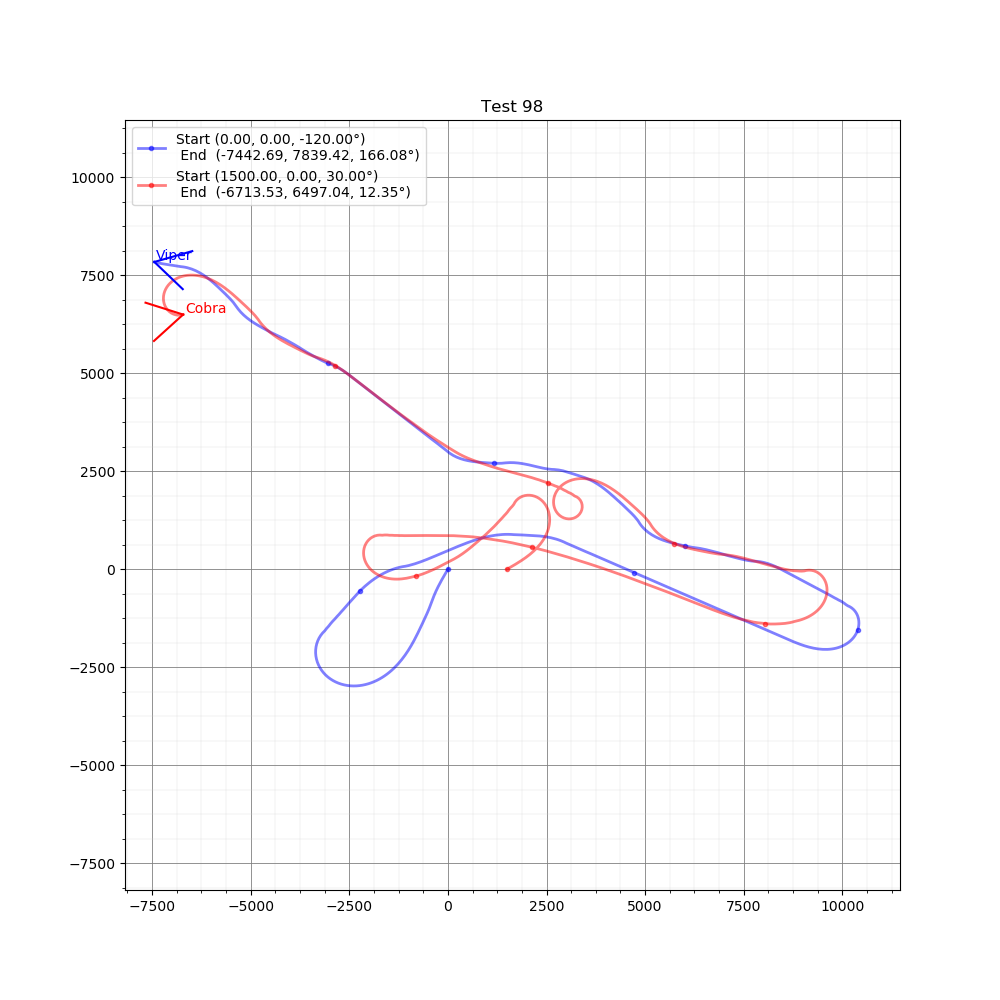 Test 98
Start (0.00, 0.00, -120.00°)
End  (-7442.69, 7839.42, 166.08°)
Start (1500.00, 0.00, 30.00°)
End  (-6713.53, 6497.04, 12.35°)
10000
7500
5000
2500
0
−2500
−5000
−7500
Viper
Cobra
−7500 −5000 −2500 0 2500 5000 7500 10000